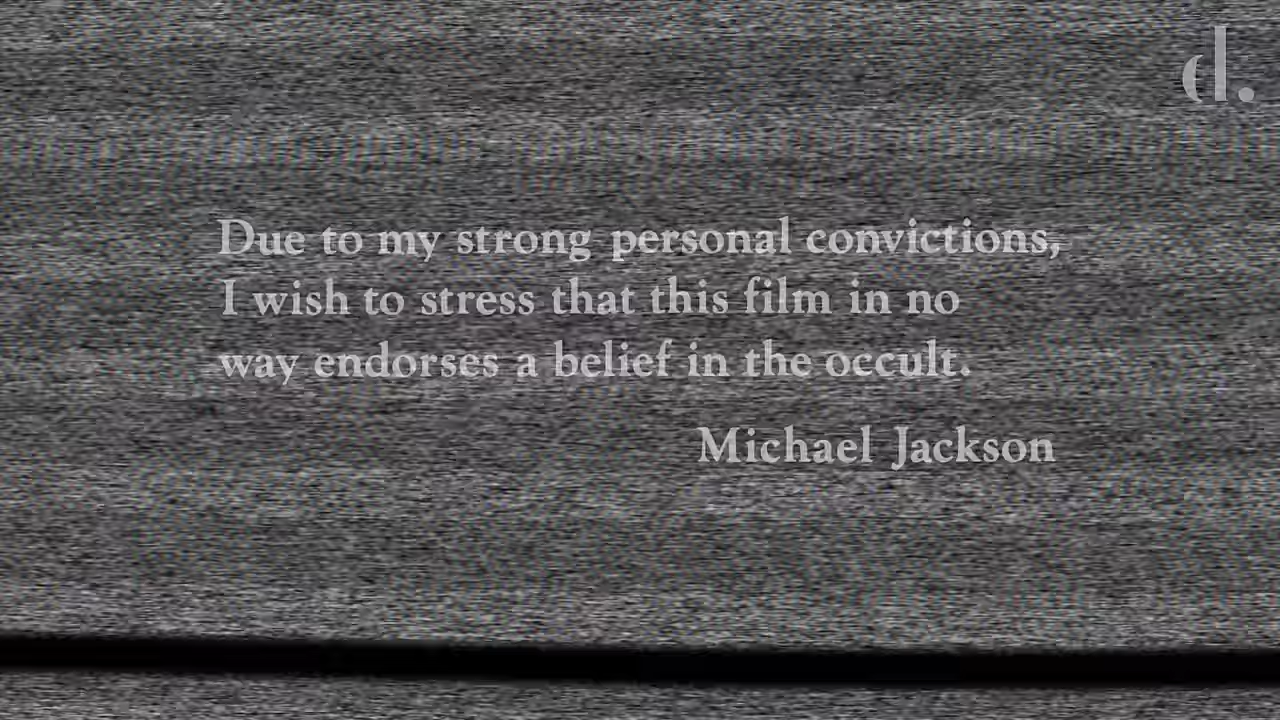 d.
Due to my strong personal convictions,
I wish to stress that this film in no
way endorses a belief in the occult.
Michael Jackson